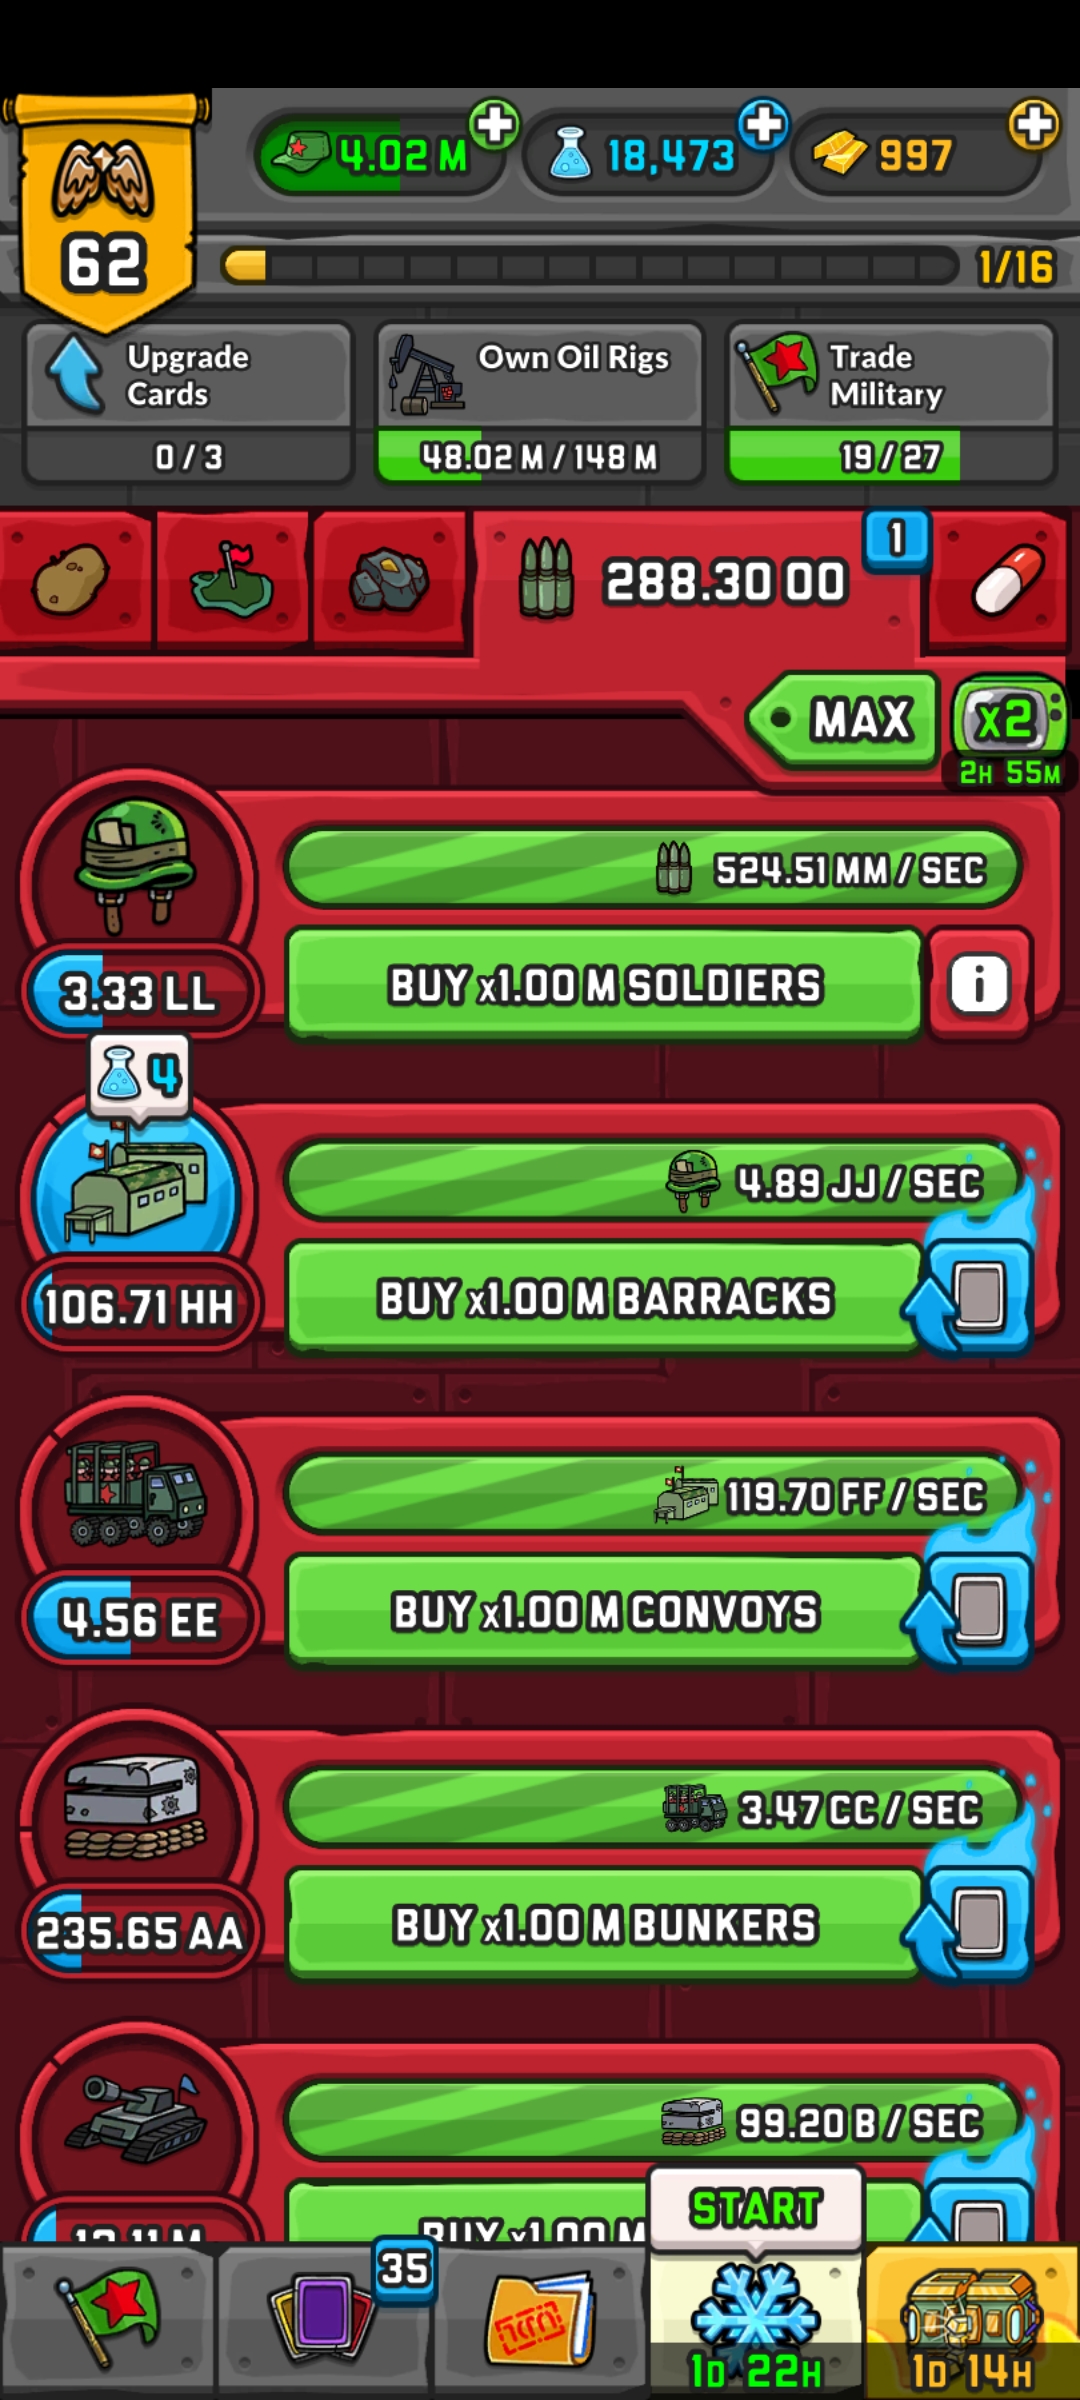 4.02 M
18,473
997
62
1/16
Upgrade
Cards
0 / 3
Own Oil Rigs
48.02 M / 148 M
Trade
Military
19 / 27
288.30 OO
1
MAX
x2
2H 55M
524.51 MM / SEC
BUY x1.00 M SOLDIERS
i
3.33 LL
4
4.89 JJ / SEC
BUY x1.00 M BARRACKS
106.71 HH
119.70 FF / SEC
BUY x1.00 M CONVOYS
4.56 EE
3.47 CC / SEC
BUY x1.00 M BUNKERS
235.65 AA
99.20 B / SEC
BUY x1.00 M
START
35
1D 22H
1D 14H